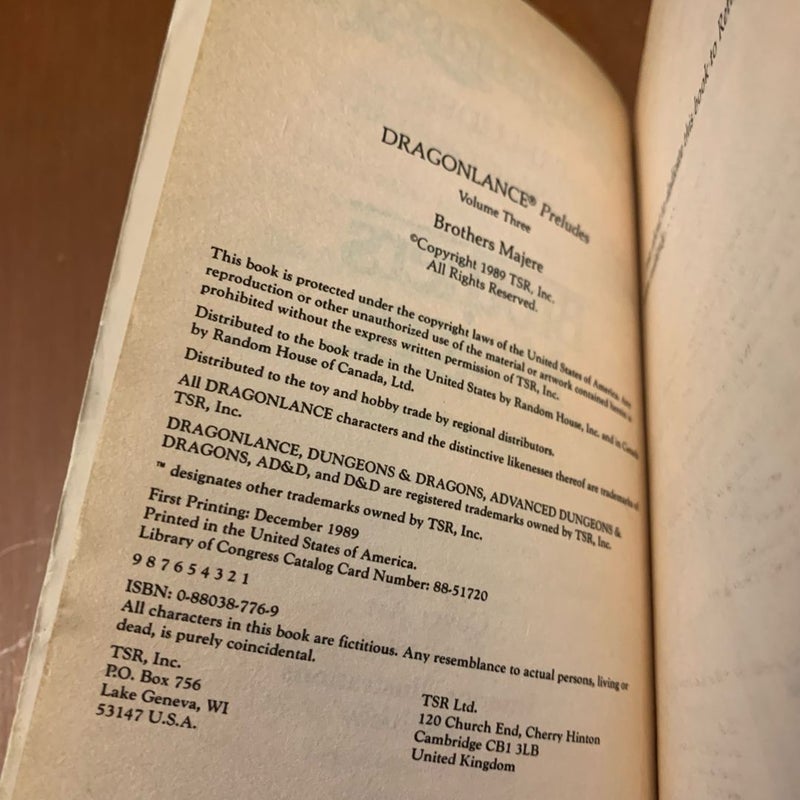 DRAGONLANCE® Preludes
Volume Three
Brothers Majere
©Copyright 1989 TSR, Inc.
All Rights Reserved.
This book is protected under the copyright laws of the United States of America. Any
reproduction or other unauthorized use of the material or artwork contained herein is
prohibited without the express written permission of TSR, Inc.
Distributed to the book trade in the United States by Random House, Inc. and in Canada
by Random House of Canada, Ltd.
Distributed to the toy and hobby trade by regional distributors.
All DRAGONLANCE characters and the distinctive likenesses thereof are trademarks of
TSR, Inc.
DRAGONLANCE, DUNGEONS & DRAGONS, ADVANCED DUNGEONS &
DRAGONS, AD&D, and D&D are registered trademarks owned by TSR, Inc.
™ designates other trademarks owned by TSR, Inc.
First Printing: December 1989
Printed in the United States of America.
Library of Congress Catalog Card Number: 88-51720
9 8 7 6 5 4 3 2 1
ISBN: 0-88038-776-9
All characters in this book are fictitious. Any resemblance to actual persons, living or
dead, is purely coincidental.
TSR, Inc.
P.O. Box 756
Lake Geneva, WI
53147 U.S.A.
TSR Ltd.
120 Church End, Cherry Hinton
Cambridge CB1 3LB
United Kingdom
this book to